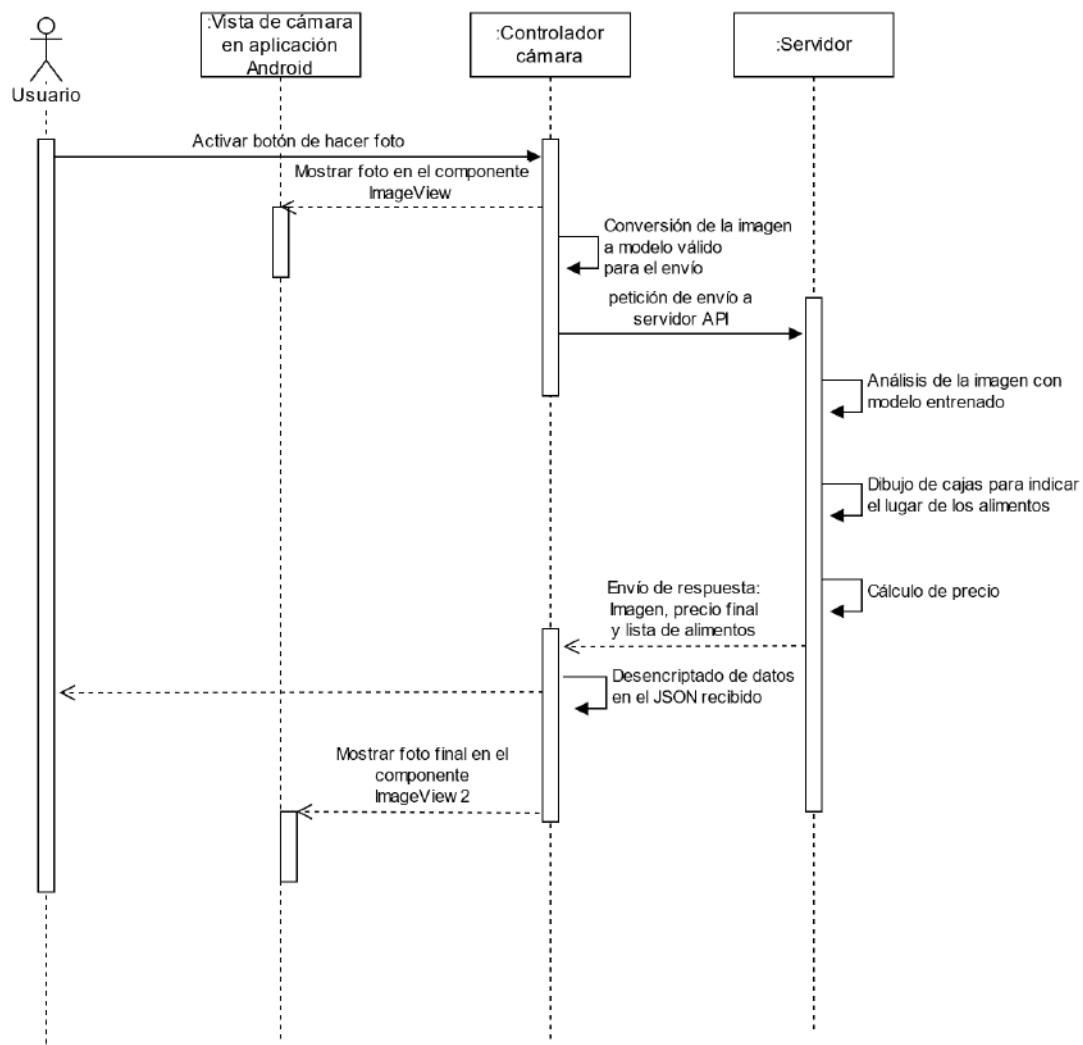 :Vista de cámara
en aplicación
Android
:Controlador
cámara
:Servidor
Usuario
Activar botón de hacer foto
Mostrar foto en el componente
ImageView
Conversión de la imagen
a modelo válido
para el envío
petición de envío a
servidor API
Análisis de la imagen con
modelo entrenado
Dibujo de cajas para indicar
el lugar de los alimentos
Cálculo de precio
Envío de respuesta:
Imagen, precio final
y lista de alimentos
Desencriptado de datos
en el JSON recibido
Mostrar foto final en el
componente
ImageView 2